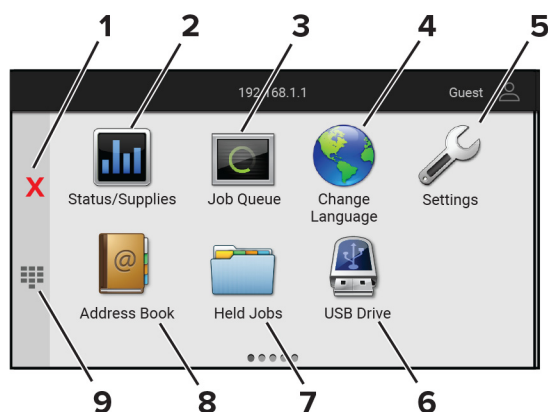 1 2 3 4 5
192.168.1.1 Guest
X
Status/Supplies Job Queue Change Language Settings
@
Address Book Held Jobs USB Drive
9 8 7 6